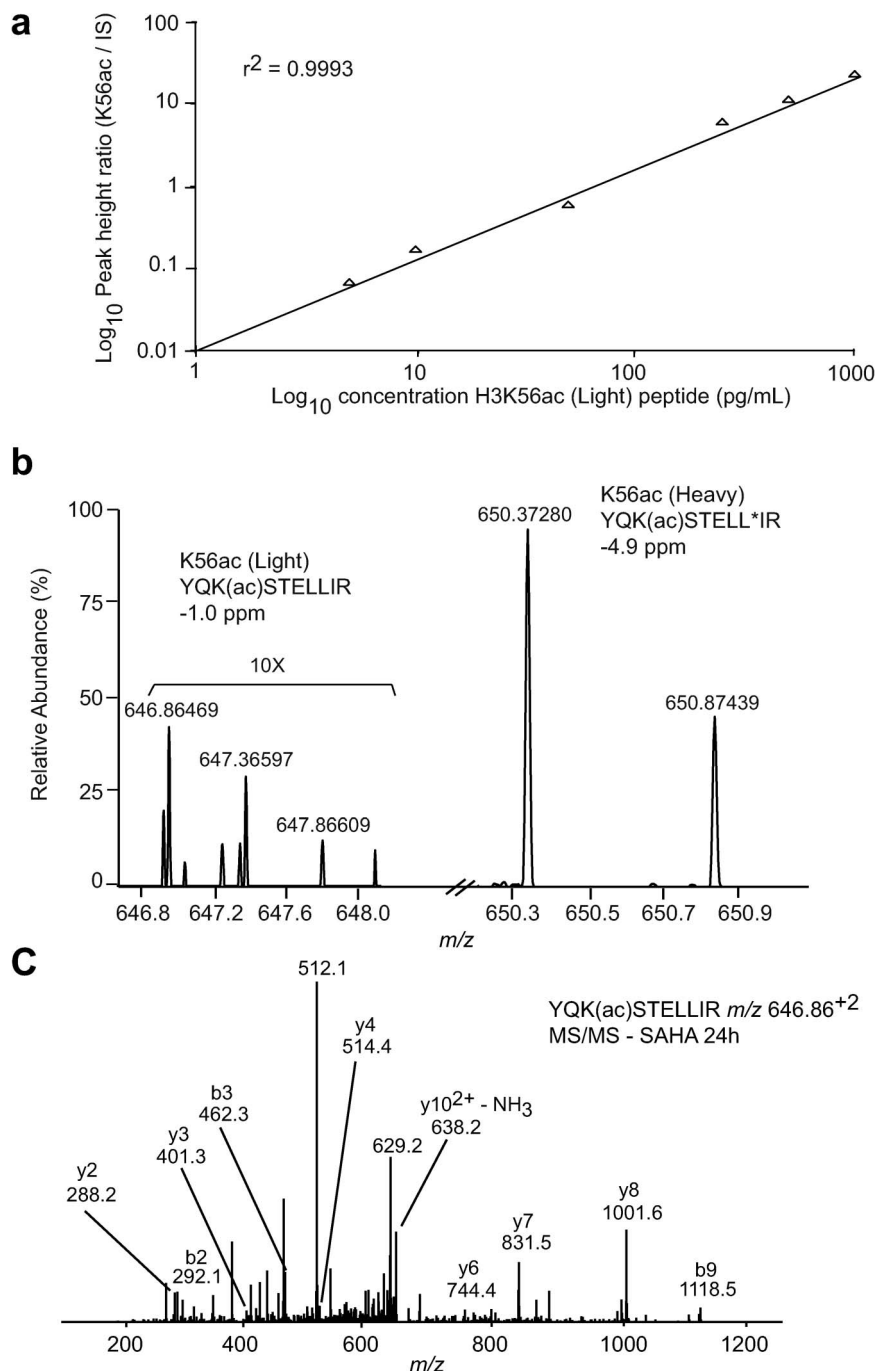 a
100
10
1
0.1
0.01
r2 = 0.9993
Log10 Peak height ratio (K56ac / IS)
1
10
100
1000
Log10 concentration H3K56ac (Light) peptide (pg/mL)
b
100
75
50
25
0
Relative Abundance (%)
K56ac (Light)
YQK(ac)STELLIR
-1.0 ppm
10X
646.86469
647.36597
647.86609
650.37280
K56ac (Heavy)
YQK(ac)STELL*IR
-4.9 ppm
650.87439
646.8
647.2
647.6
648.0
650.3
650.5
650.7
650.9
m/z
C
512.1
YQK(ac)STELLIR m/z 646.86+2
MS/MS - SAHA 24h
y4
514.4
b3
462.3
y102+ - NH3
638.2
y3
401.3
629.2
y2
288.2
b2
292.1
y6
744.4
y7
831.5
y8
1001.6
b9
1118.5
200
400
600
800
1000
1200
m/z